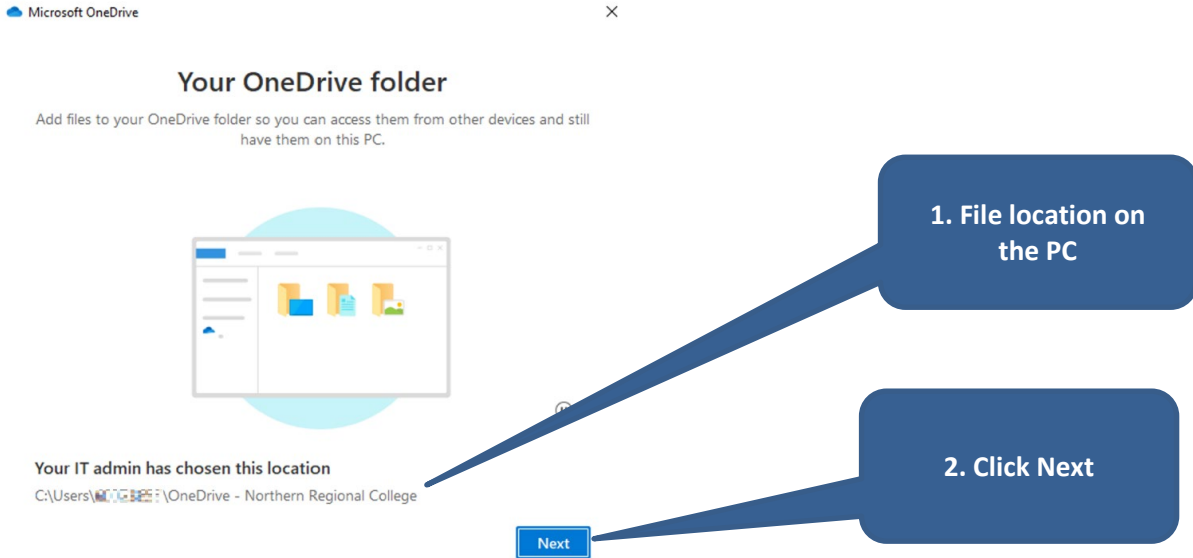 Microsoft OneDrive
Your OneDrive folder
Add files to your OneDrive folder so you can access them from other devices and still
have them on this PC.
1. File location on
the PC
Your IT admin has chosen this location
C:\Users\ \OneDrive - Northern Regional College
2. Click Next
Next